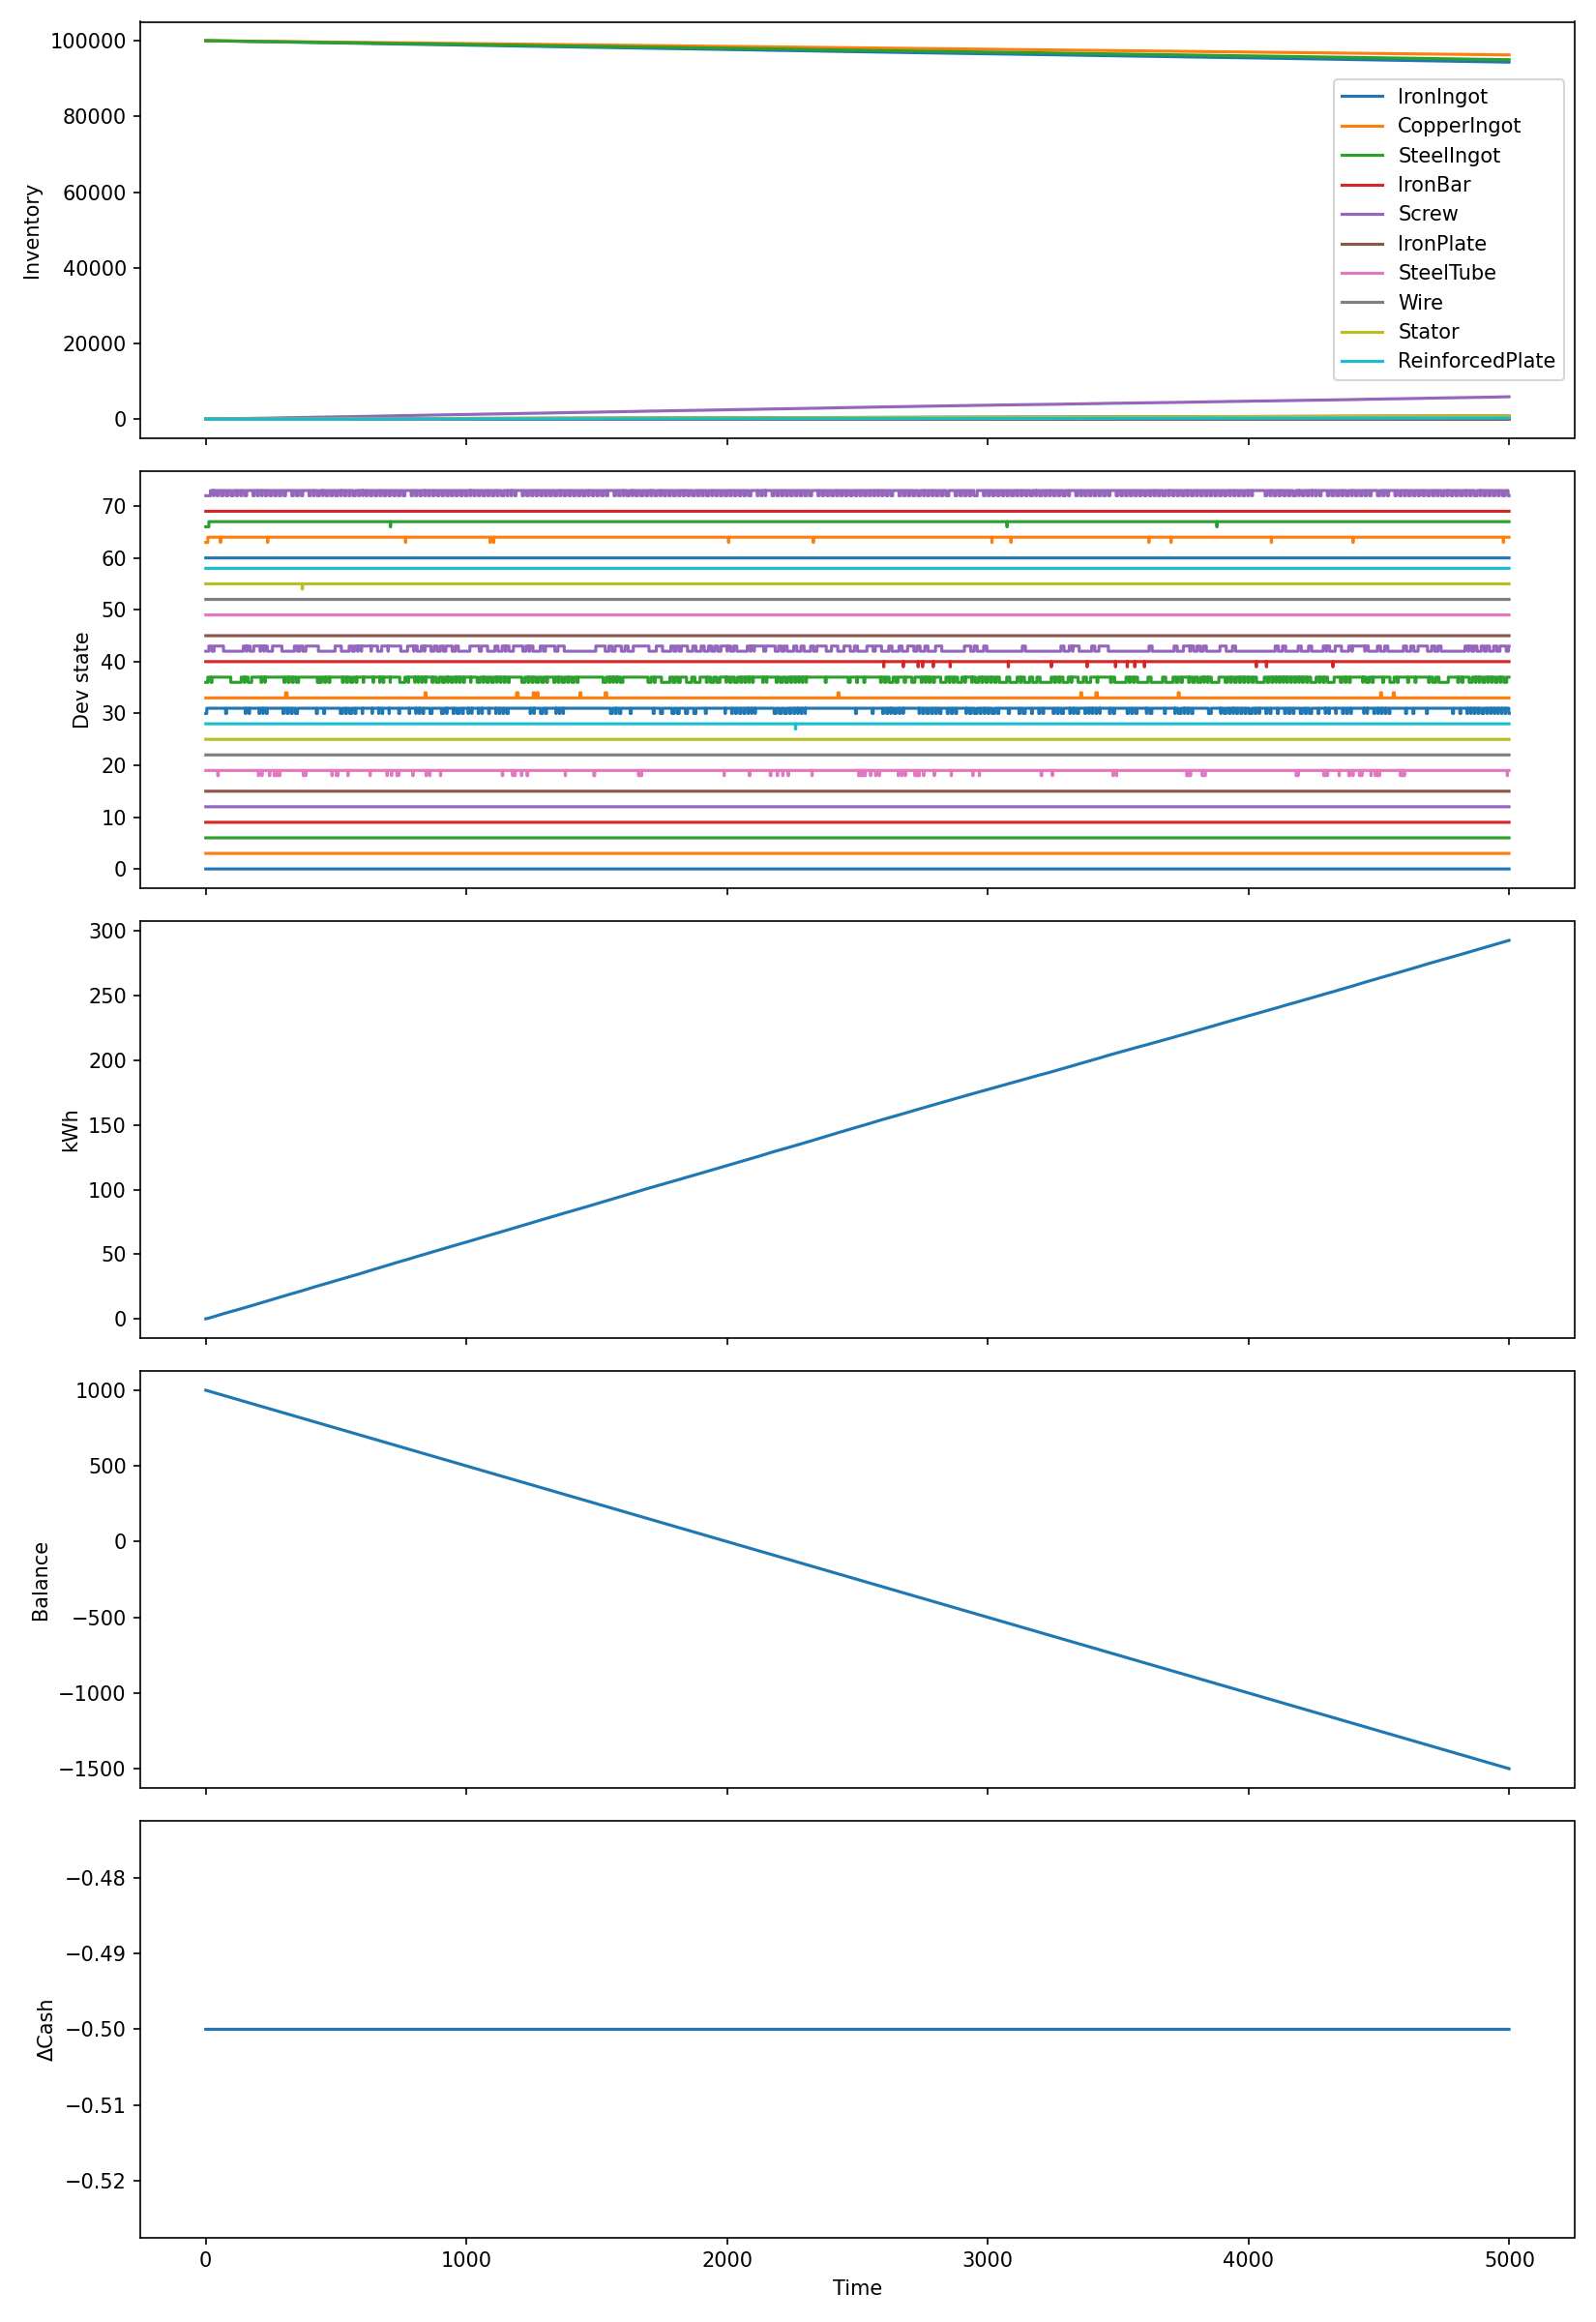 100000
80000
60000
40000
20000
0
Inventory
IronIngot
CopperIngot
SteelIngot
IronBar
Screw
IronPlate
SteelTube
Wire
Stator
ReinforcedPlate
70
60
50
40
30
20
10
0
Dev state
300
250
200
150
100
50
0
kWh
1000
500
0
−500
−1000
−1500
Balance
−0.48
−0.49
−0.50
−0.51
−0.52
ΔCash
0 1000 2000 3000 4000 5000
Time